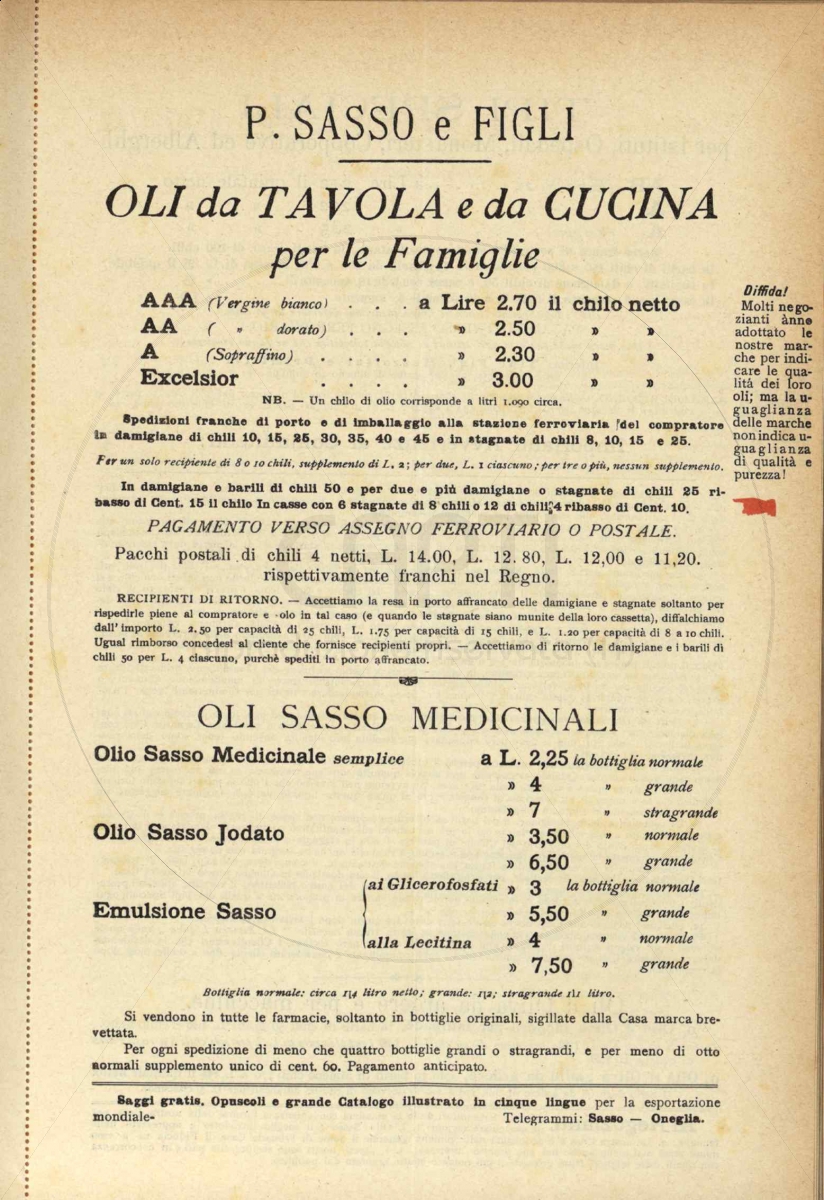 P. SASSO e FIGLI
OLI da TAVOLA e da CUCINA
per le Famiglie
AAA (Vergine bianco) . . . a Lire 2.70 il chilo netto
AA ( » dorato) . . . » 2.50 » »
A (Sopraffino) . . . . » 2.30 » »
Excelsior . . . . » 3.00 » »
NB. — Un chilo di olio corrisponde a litri 1.090 circa.
Spedizioni franche di porto e di imballaggio alla stazione ferroviaria del compratore
in damigiane di chili 10, 15, 25, 30, 35, 40 e 45 e in stagnate di chili 8, 10, 15 e 25.
Per un solo recipiente di 8 o 10 chili, supplemento di L. 2; per due, L. 1 ciascuno; per tre o più, nessun supplemento.
In damigiane e barili di chili 50 e per due e più damigiane o stagnate di chili 25 ri-
basso di Cent. 15 il chilo In casse con 6 stagnate di 8 chili o 12 di chili 4 ribasso di Cent. 10.
PAGAMENTO VERSO ASSEGNO FERROVIARIO O POSTALE.
Pacchi postali di chili 4 netti, L. 14.00, L. 12.80, L. 12,00 e 11,20.
rispettivamente franchi nel Regno.
RECIPIENTI DI RITORNO. — Accettiamo la resa in porto affrancato delle damigiane e stagnate soltanto per
rispedirle piene al compratore e olo in tal caso (e quando le stagnate siano munite della loro cassetta), diffalchiamo
dall'importo L. 2.50 per capacità di 25 chili, L. 1.75 per capacità di 15 chili, e L. 1.20 per capacità di 8 a 10 chili.
Ugual rimborso concedesi al cliente che fornisce recipienti propri. — Accettiamo di ritorno le damigiane e i barili di
chili 50 per L. 4 ciascuno, purchè spediti in porto affrancato.
Diffida!
Molti nego-
zianti ànno
adottato le
nostre mar-
che per indi-
care le qua-
lità dei loro
oli; ma la u-
guaglianza
delle marche
non indica u-
guaglianza
di qualità e
purezza!
OLI SASSO MEDICINALI
Olio Sasso Medicinale semplice a L. 2,25 la bottiglia normale
» 4 » grande
» 7 » stragrande
Olio Sasso Jodato » 3,50 » normale
» 6,50 » grande
ai Glicerofosfati » 3 la bottiglia normale
Emulsione Sasso » 5,50 » grande
alla Lecitina » 4 » normale
» 7,50 » grande
Bottiglia normale: circa 1|4 litro netto; grande: 1|2; stragrande 1|1 litro.
Si vendono in tutte le farmacie, soltanto in bottiglie originali, sigillate dalla Casa marca bre-
vettata.
Per ogni spedizione di meno che quattro bottiglie grandi o stragrandi, e per meno di otto
normali supplemento unico di cent. 60. Pagamento anticipato.
Saggi gratis. Opuscoli e grande Catalogo illustrato in cinque lingue per la esportazione
mondiale- Telegrammi: Sasso — Oneglia.